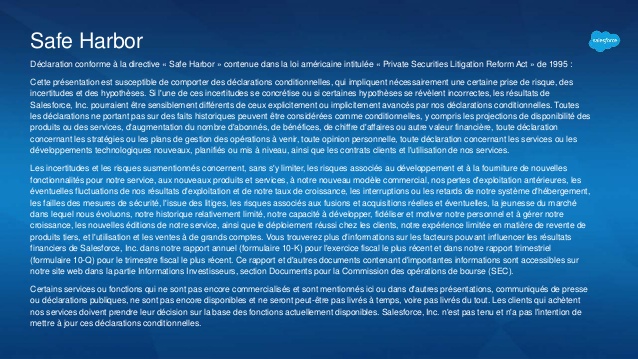 Safe Harbor
salesforce
Déclaration conforme à la directive « Safe Harbor » contenue dans la loi américaine intitulée « Private Securities Litigation Reform Act » de 1995 :
Cette présentation est susceptible de comporter des déclarations conditionnelles, qui impliquent nécessairement une certaine prise de risque, des
incertitudes et des hypothèses. Si l'une de ces incertitudes se concrétise ou si certaines hypothèses se révèlent incorrectes, les résultats de
Salesforce, Inc. pourraient être sensiblement différents de ceux explicitement ou implicitement avancés par nos déclarations conditionnelles. Toutes
les déclarations ne portant pas sur des faits historiques peuvent être considérées comme conditionnelles, y compris les projections de disponibilité des
produits ou des services, d'augmentation du nombre d'abonnés, de bénéfices, de chiffre d'affaires ou autre valeur financière, toute déclaration
concernant les stratégies ou les plans de gestion des opérations à venir, toute opinion personnelle, toute déclaration concernant les services ou les
développements technologiques nouveaux, planifiés ou mis à niveau, ainsi que les contrats clients et l'utilisation de nos services.
Les incertitudes et les risques susmentionnés concernent, sans s'y limiter, les risques associés au développement et à la fourniture de nouvelles
fonctionnalités pour notre service, aux nouveaux produits et services, à notre nouveau modèle commercial, nos pertes d'exploitation antérieures, les
éventuelles fluctuations de nos résultats d'exploitation et de notre taux de croissance, les interruptions ou les retards de notre système d'hébergement,
les failles des mesures de sécurité, l'issue des litiges, les risques associés aux fusions et acquisitions réelles et éventuelles, la jeunesse du marché
dans lequel nous évoluons, notre historique relativement limité, notre capacité à développer, fidéliser et motiver notre personnel et à gérer notre
croissance, les nouvelles éditions de notre service, ainsi que le déploiement réussi chez les clients, notre expérience limitée en matière de revente de
produits tiers, et l'utilisation et les ventes à de grands comptes. Vous trouverez plus d'informations sur les facteurs pouvant influencer les résultats
financiers de Salesforce, Inc. dans notre rapport annuel (formulaire 10-K) pour l'exercice fiscal le plus récent et dans notre rapport trimestriel
(formulaire 10-Q) pour le trimestre fiscal le plus récent. Ce rapport et d'autres documents contenant d'importantes informations sont accessibles sur
notre site web dans la partie Informations Investisseurs, section Documents pour la Commission des opérations de bourse (SEC).
Certains services ou fonctions qui ne sont pas encore commercialisés et sont mentionnés ici ou dans d'autres présentations, communiqués de presse
ou déclarations publiques, ne sont pas encore disponibles et ne seront peut-être pas livrés à temps, voire pas livrés du tout. Les clients qui achètent
nos services doivent prendre leur décision sur la base des fonctions actuellement disponibles. Salesforce, Inc. n'est pas tenu et n'a pas l'intention de
mettre à jour ces déclarations conditionnelles.